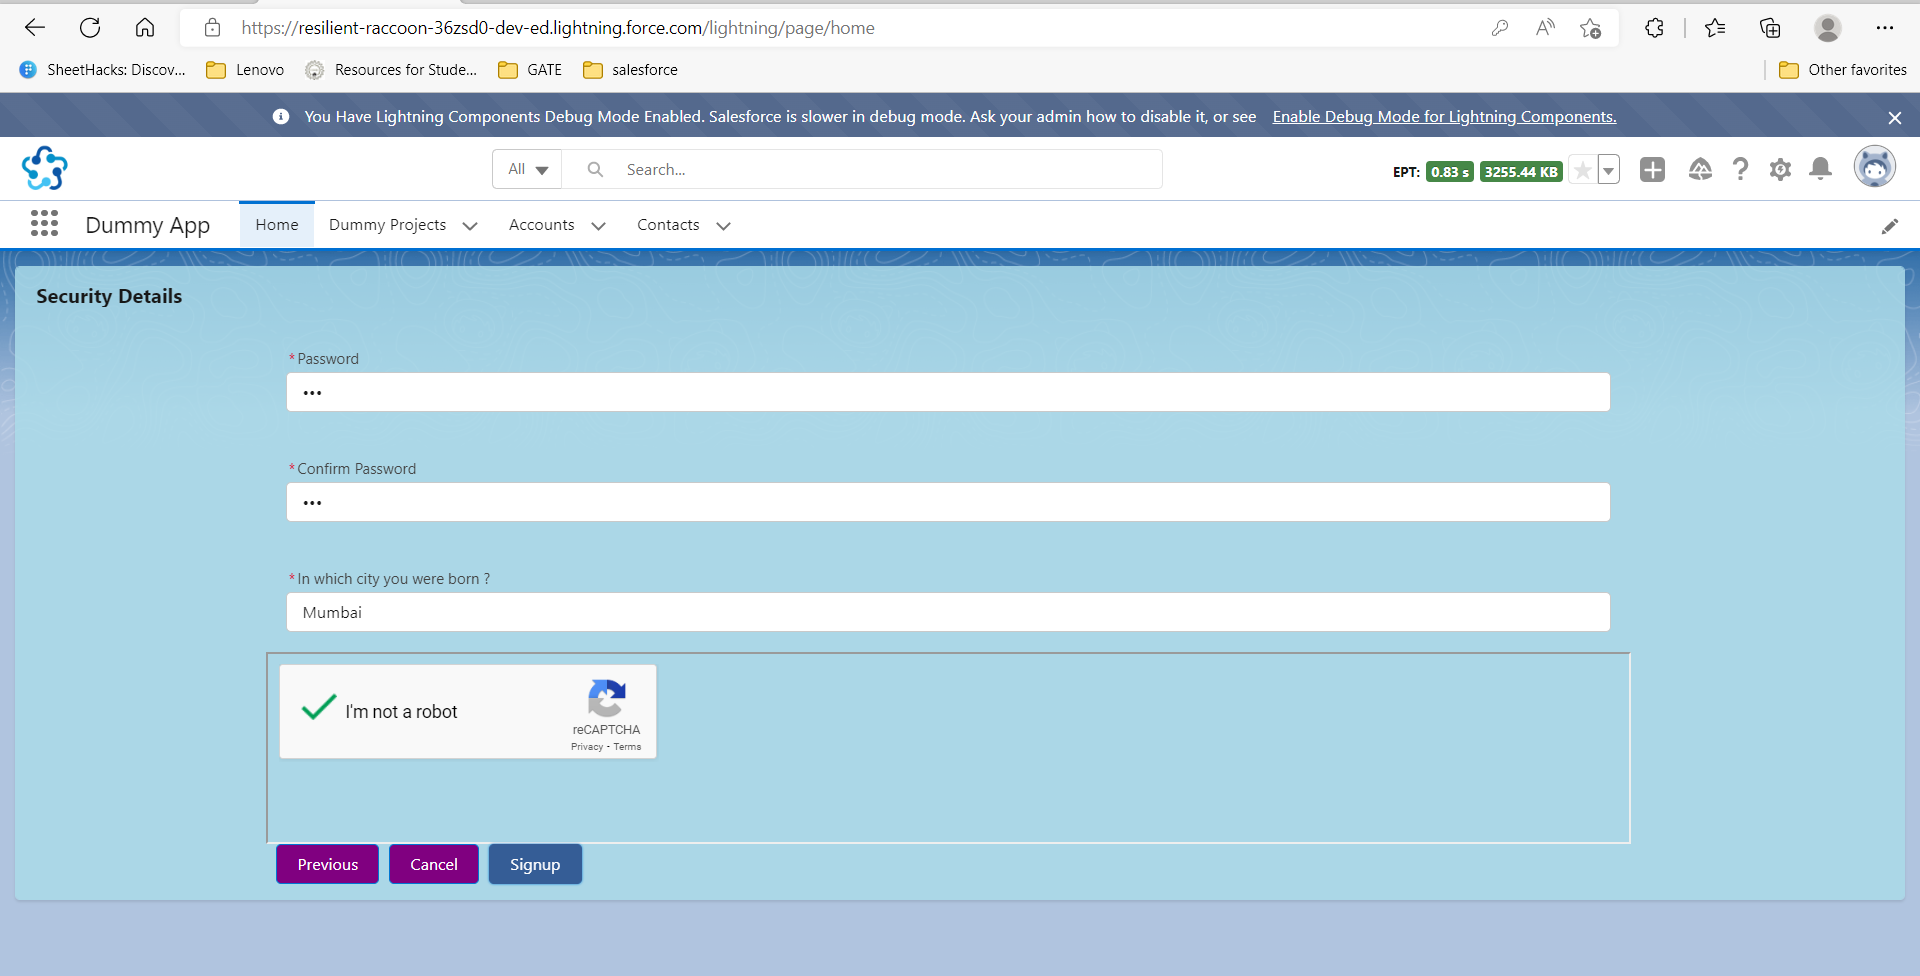 https://resilient-raccoon-36zsd0-dev-ed.lightning.force.com/lightning/page/home
SheetHacks: Discov... Lenovo Resources for Stude... GATE salesforce Other favorites
You Have Lightning Components Debug Mode Enabled. Salesforce is slower in debug mode. Ask your admin how to disable it, or see Enable Debug Mode for Lightning Components.
All Search... EPT: 0.83 s 3255.44 KB
Dummy App Home Dummy Projects Accounts Contacts
Security Details
*Password
•••
*Confirm Password
•••
*In which city you were born ?
Mumbai
I'm not a robot
reCAPTCHA
Privacy - Terms
Previous Cancel Signup